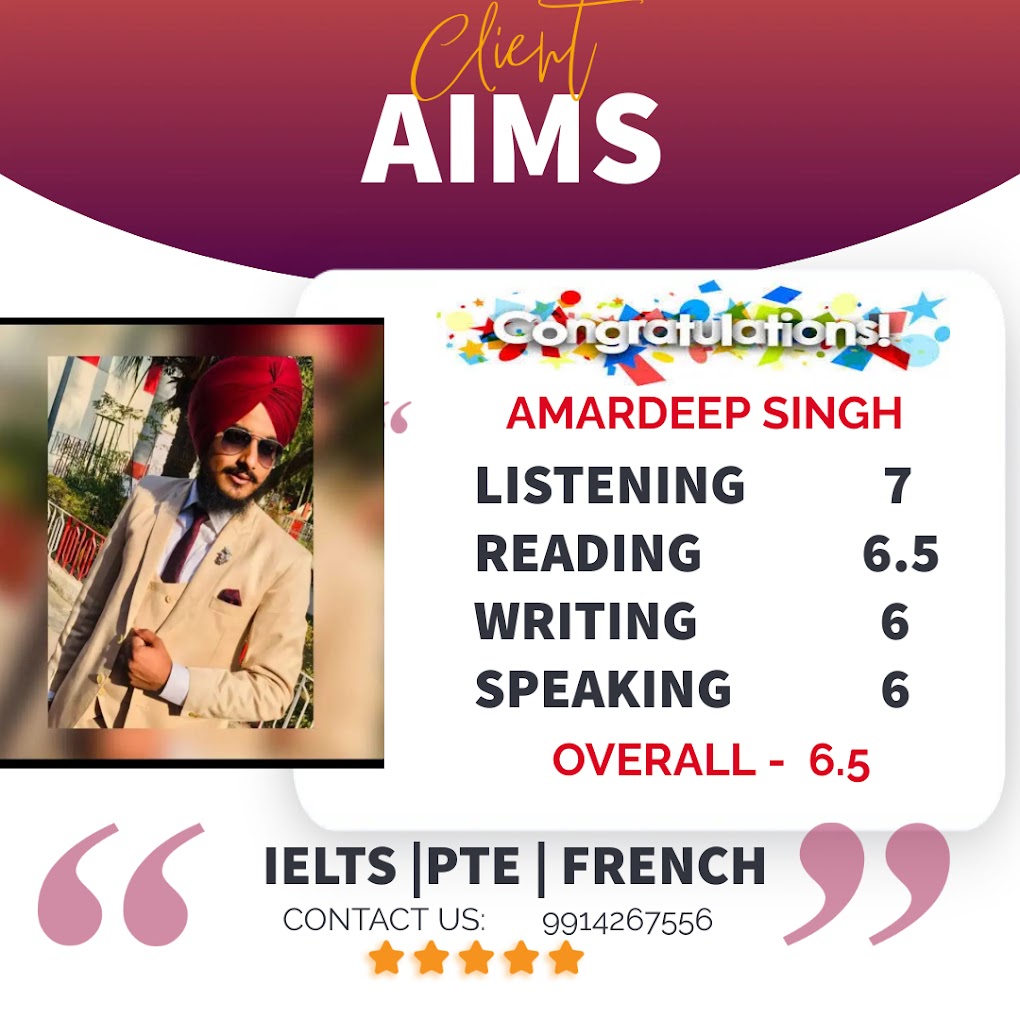 Client
AIMS
Congratulations!
AMARDEEP SINGH
LISTENING 7
READING 6.5
WRITING 6
SPEAKING 6
OVERALL - 6.5
IELTS |PTE | FRENCH
CONTACT US: 9914267556